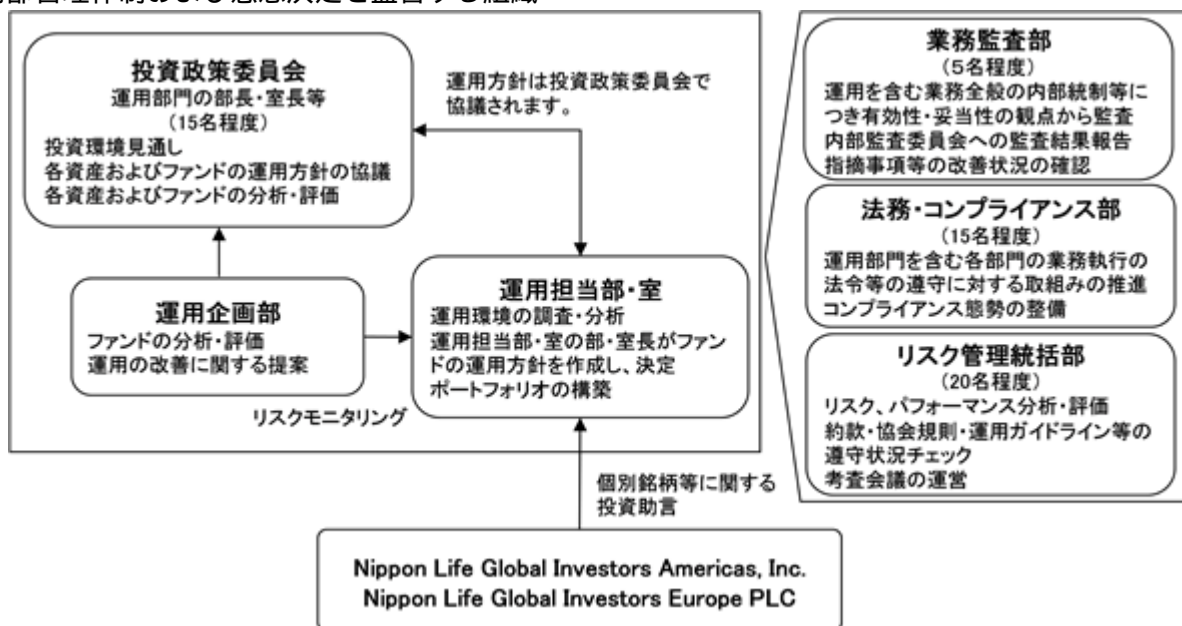 部管理体制および意思決定を監督する組織
投資政策委員会
運用部門の部長・室長等
(15名程度)
投資環境見通し
各資産およびファンドの運用方針の協議
各資産およびファンドの分析・評価
運用方針は投資政策委員会で
協議されます。
運用企画部
ファンドの分析・評価
運用の改善に関する提案
運用担当部・室
運用環境の調査・分析
運用担当部・室の部・室長がファン
ドの運用方針を作成し、決定
ポートフォリオの構築
リスクモニタリング
個別銘柄等に関する
投資助言
Nippon Life Global Investors Americas, Inc.
Nippon Life Global Investors Europe PLC
業務監査部
(5名程度)
運用を含む業務全般の内部統制等に
つき有効性・妥当性の観点から監査
内部監査委員会への監査結果報告
指摘事項等の改善状況の確認
法務・コンプライアンス部
(15名程度)
運用部門を含む各部門の業務執行の
法令等の遵守に対する取組みの推進
コンプライアンス態勢の整備
リスク管理統括部
(20名程度)
リスク、パフォーマンス分析・評価
約款・協会規則・運用ガイドライン等の
遵守状況チェック
考査会議の運営